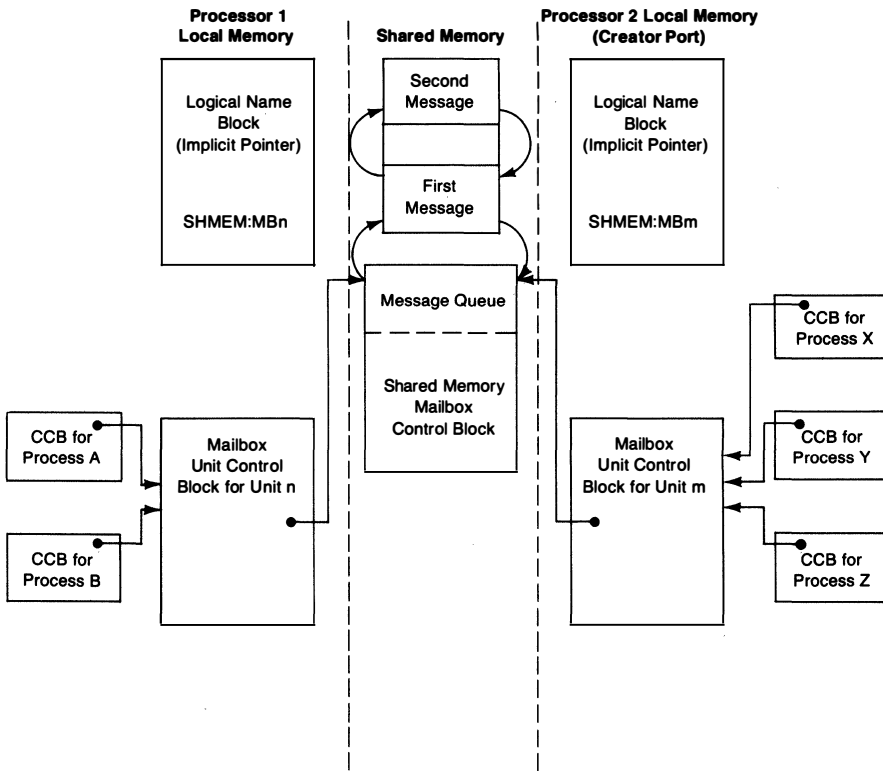 Processor 1
Local Memory
Shared Memory
Processor 2 Local Memory
(Creator Port)
Logical Name
Block
(Implicit Pointer)
SHMEM:MBn
Second
Message
First
Message
Logical Name
Block
(Implicit Pointer)
SHMEM:MBm
Message Queue
Shared Memory
Mailbox
Control Block
CCB for
Process X
CCB for
Process A
Mailbox
Unit Control
Block for Unit n
Mailbox
Unit Control
Block for Unit m
CCB for
Process Y
CCB for
Process B
CCB for
Process Z